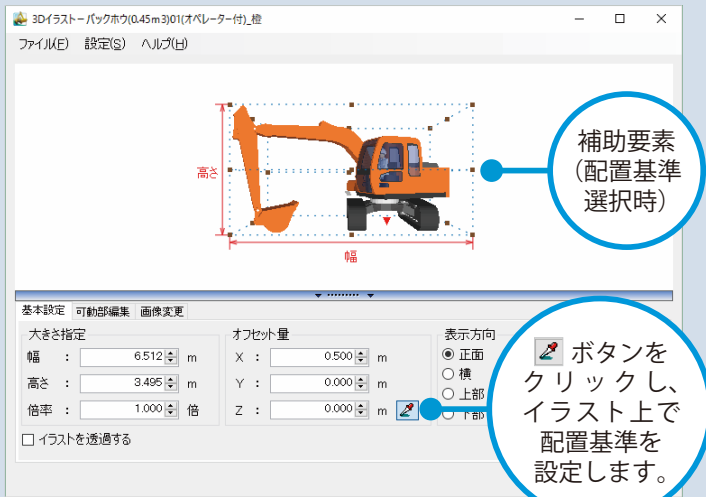 3Dイラスト－バックホウ(0.45m3)01(オペレーター付)_橙
ファイル(F) 設定(S) ヘルプ(H)
高さ
幅
補助要素
（配置基準
選択時）
基本設定 可動部編集 画像変更
大きさ指定
幅 : 6.512 m
高さ : 3.495 m
倍率 : 1.000 倍
オフセット量
X : 0.500 m
Y : 0.000 m
Z : 0.000 m
表示方向
正面
横
上部
下部
イラストを透過する
ボタンを
クリックし、
イラスト上で
配置基準を
設定します。